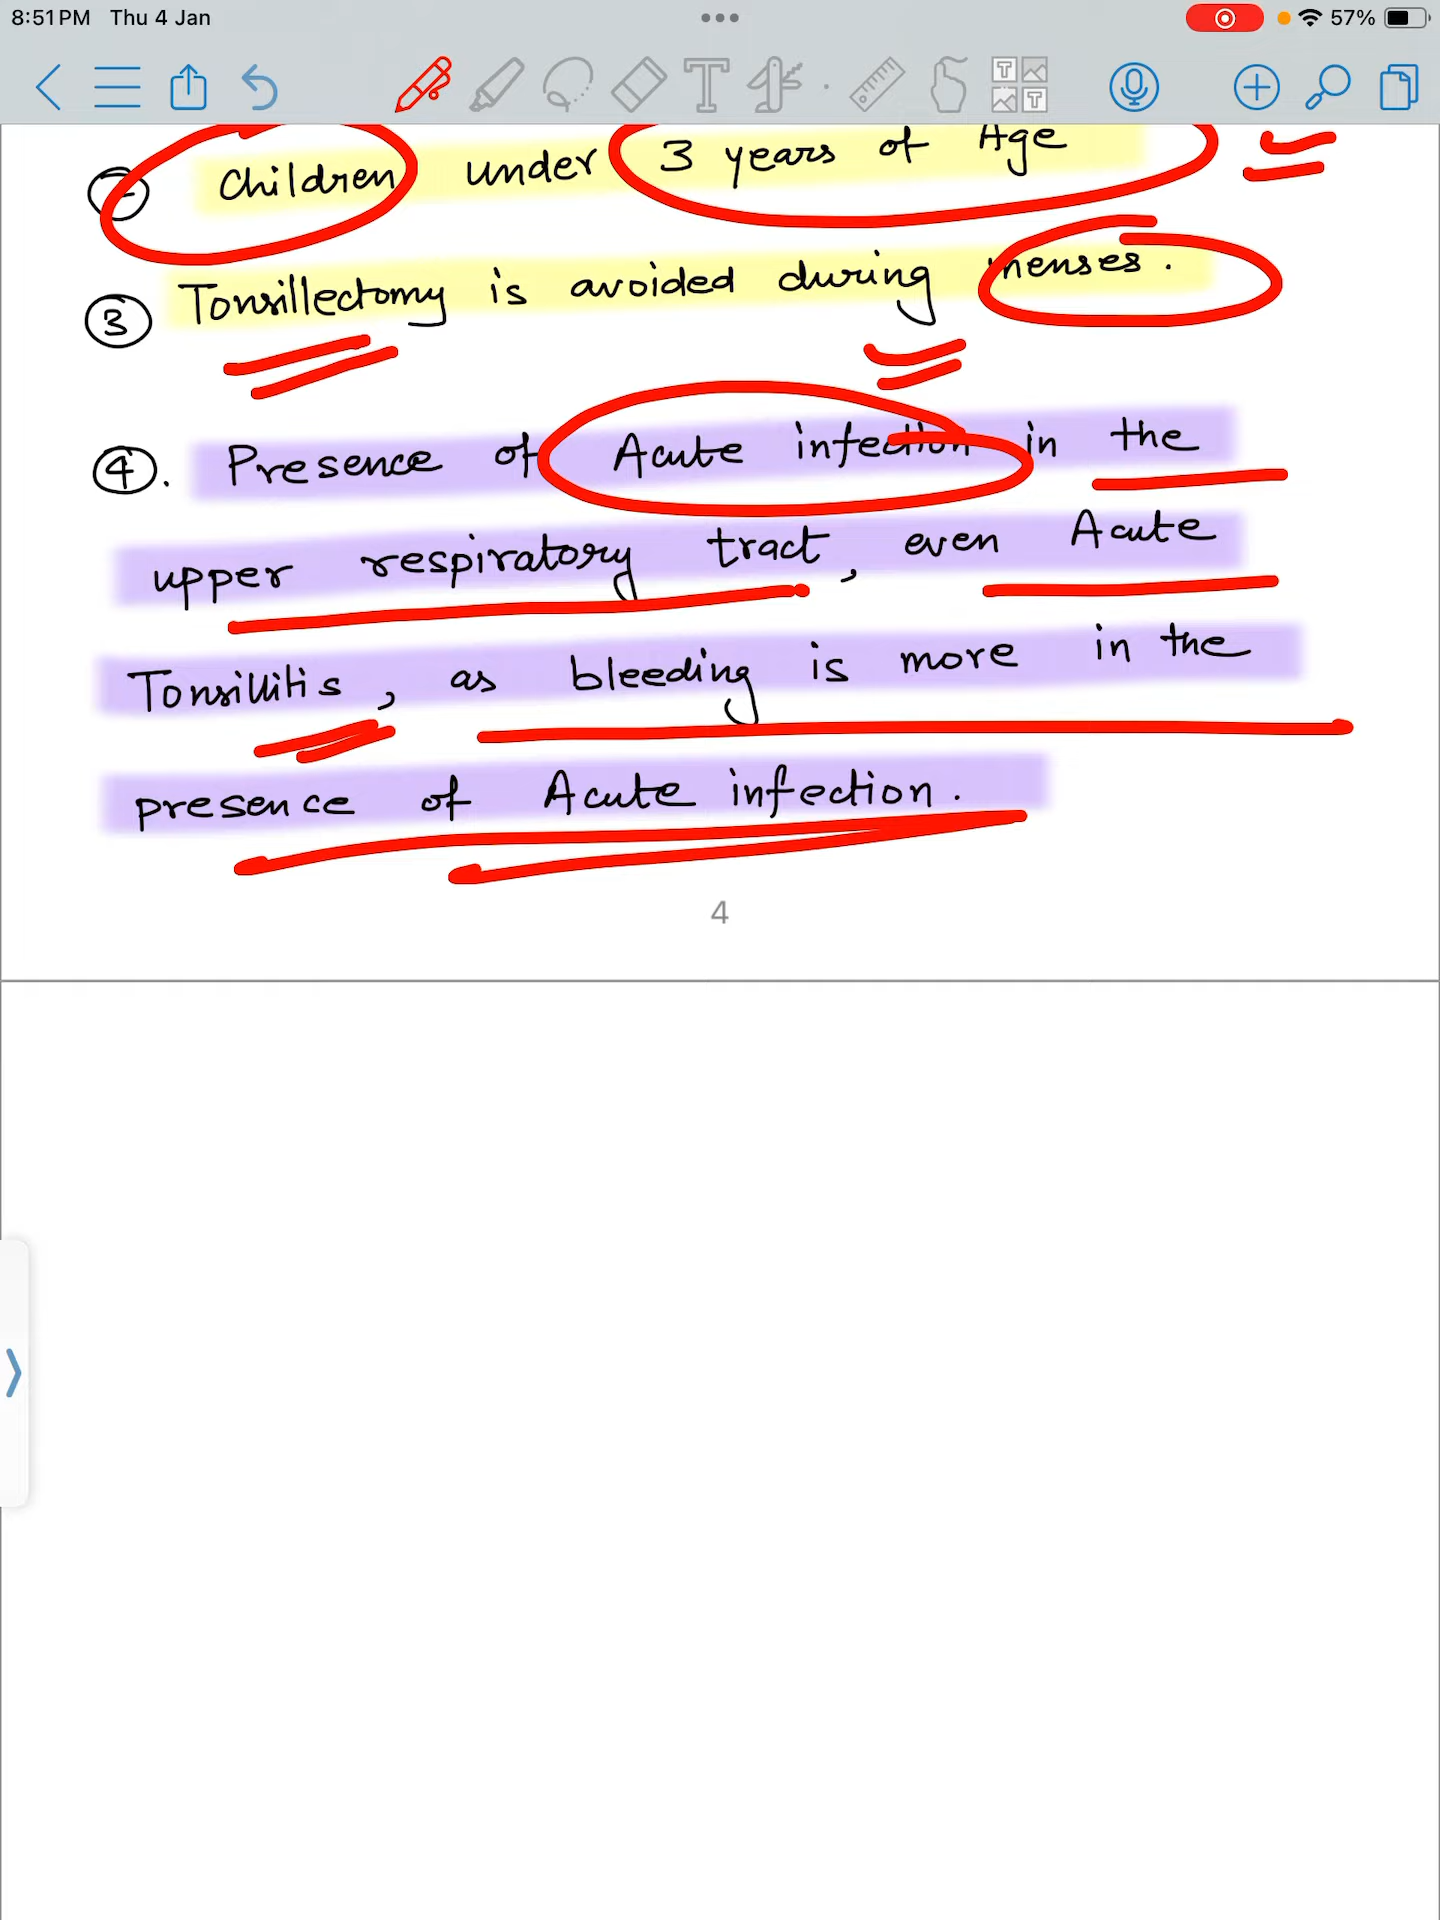 8:51 PM Thu 4 Jan 57%
② Children under 3 years of Age
③ Tonsillectomy is avoided during menses.
④. Presence of Acute infection in the
upper respiratory tract, even Acute
Tonsillitis, as bleeding is more in the
presence of Acute infection.
4